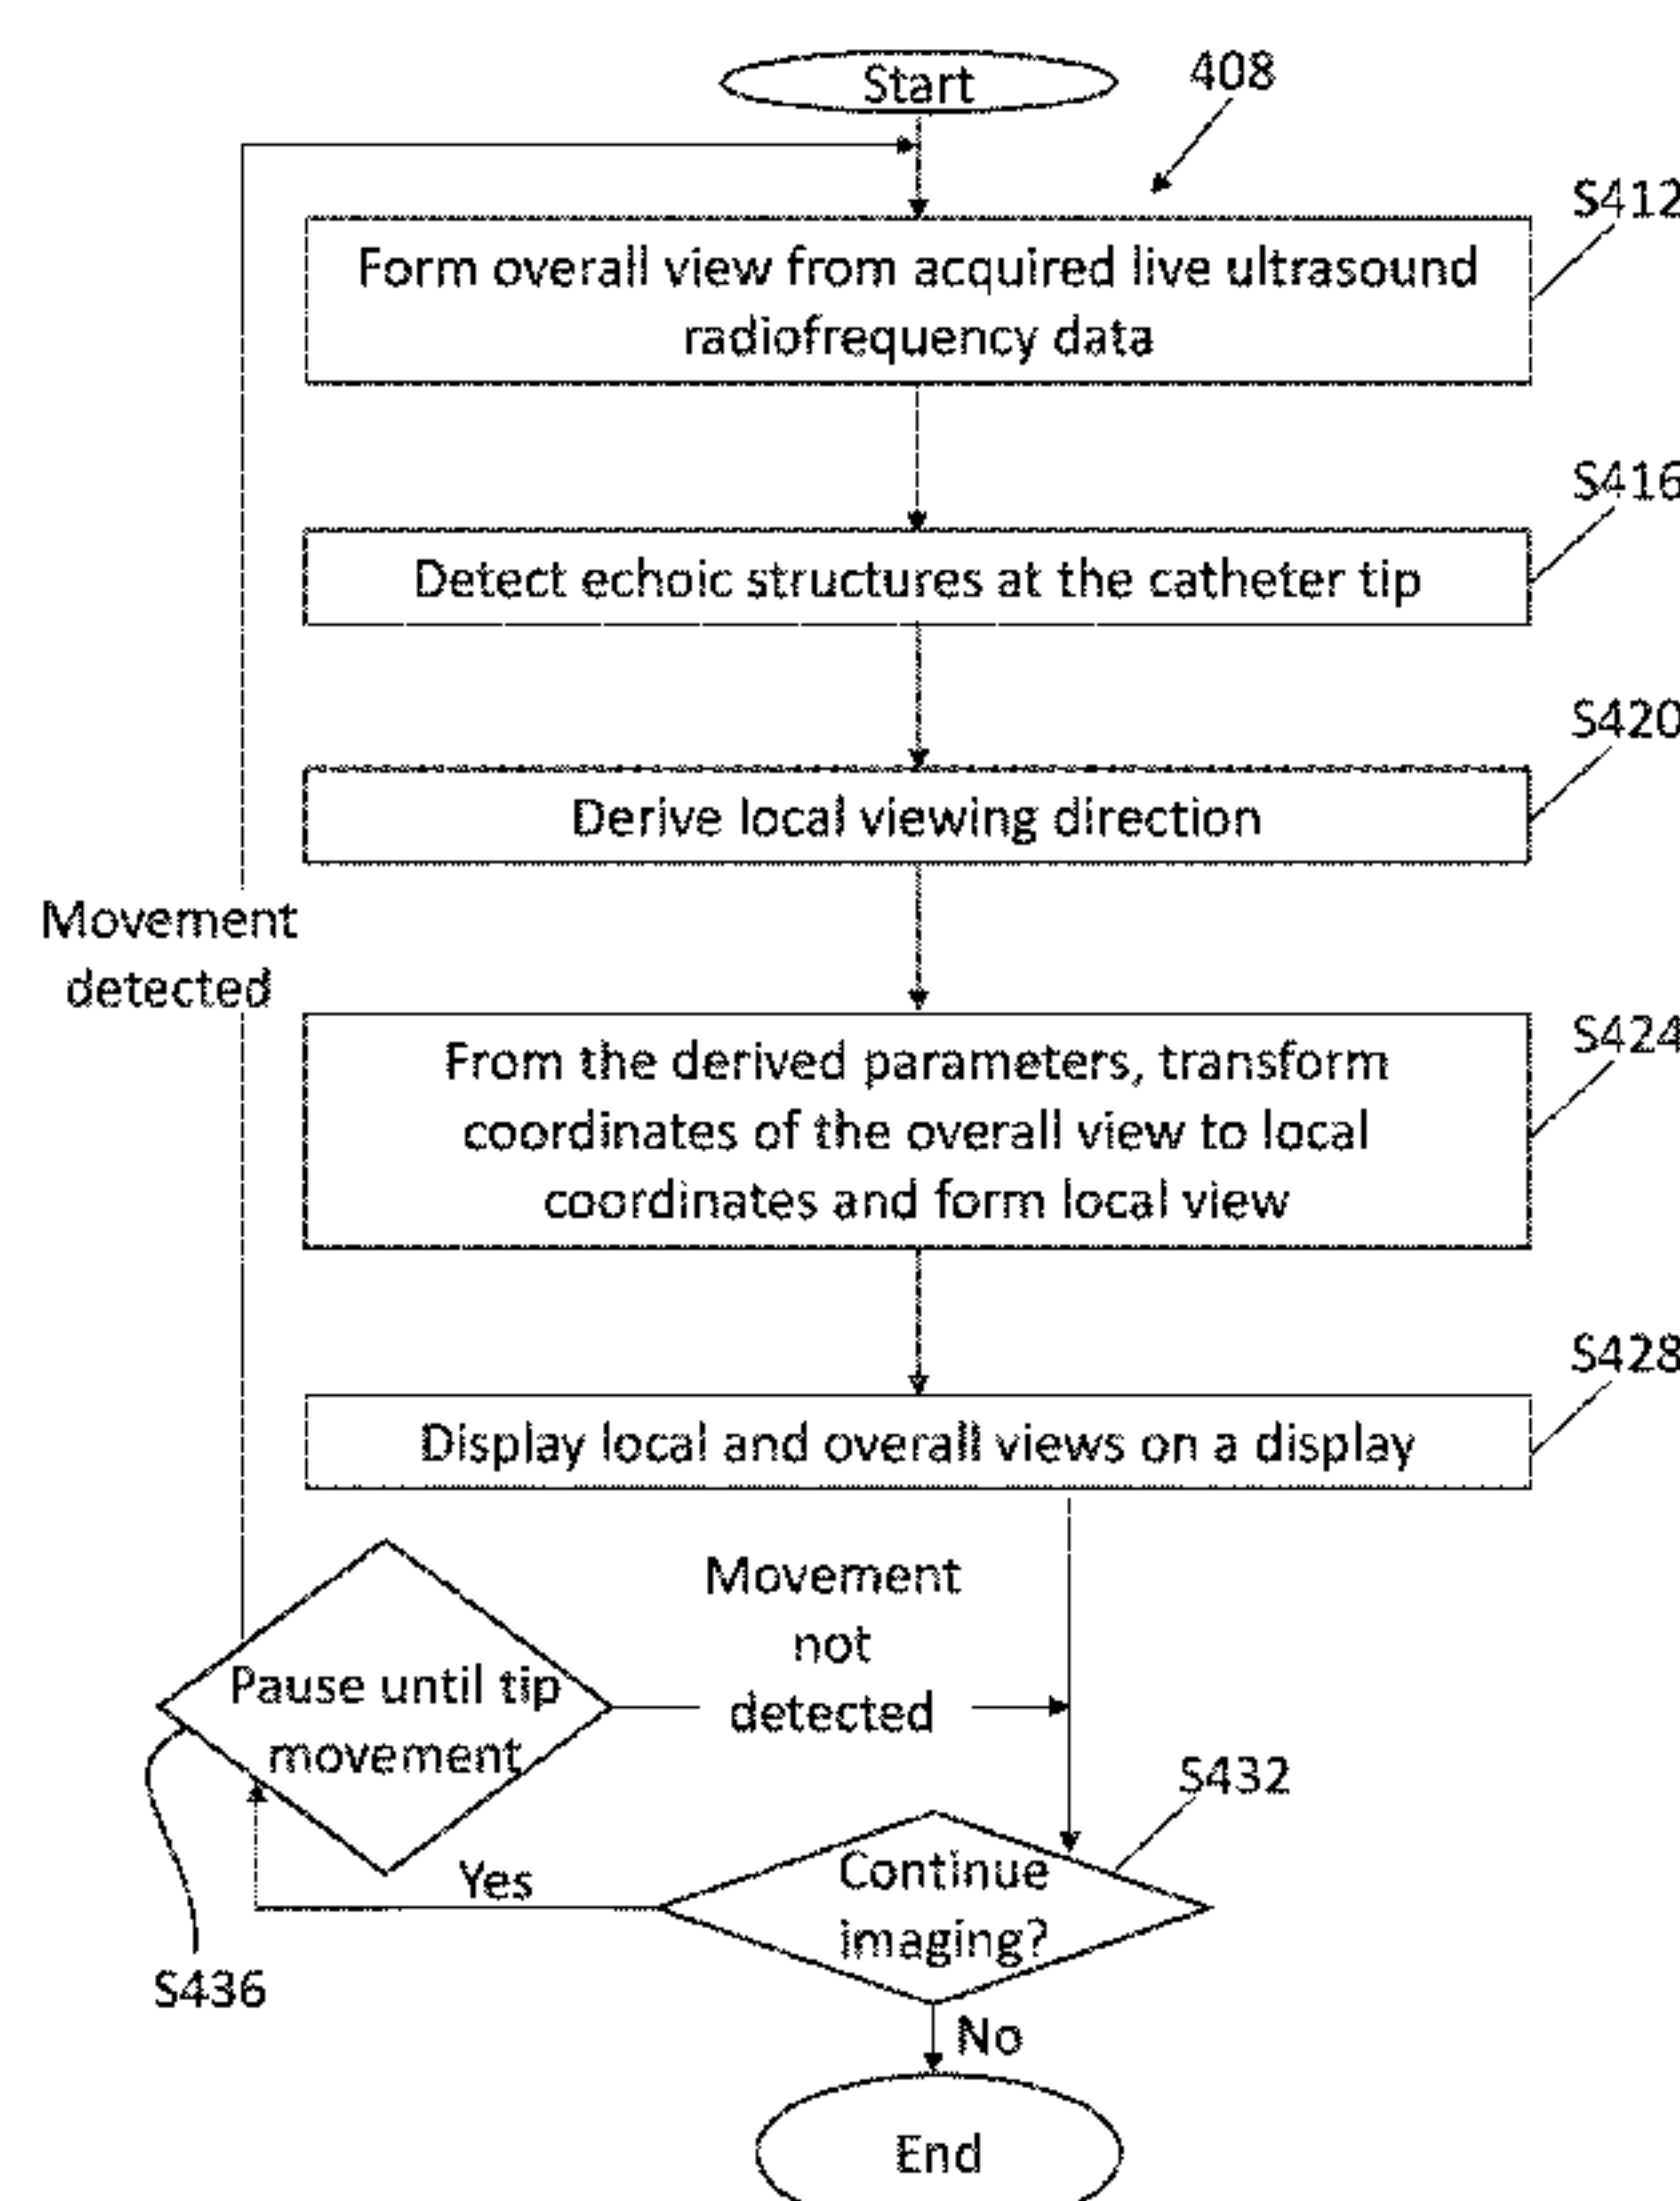 Start
408
S412
Form overall view from acquired live ultrasound
radiofrequency data
S416
Detect echoic structures at the catheter tip
S420
Derive local viewing direction
Movement
detected
S424
From the derived parameters, transform
coordinates of the overall view to local
coordinates and form local view
S428
Display local and overall views on a display
Movement
not
detected
Pause until tip
movement
S432
Continue
imaging?
Yes
S436
No
End